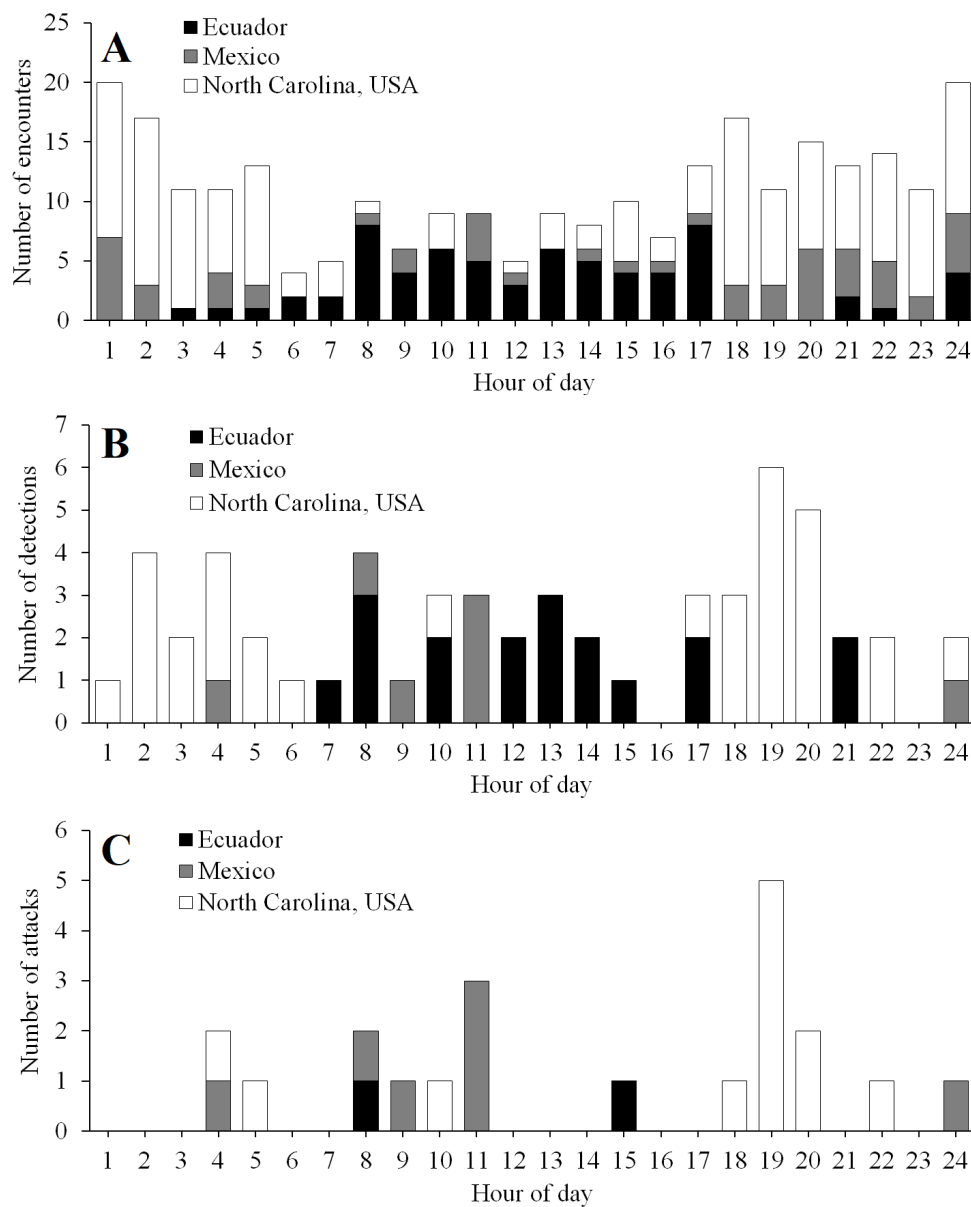 A
Ecuador
Mexico
North Carolina, USA
Number of encounters
25
20
15
10
5
0
1 2 3 4 5 6 7 8 9 10 11 12 13 14 15 16 17 18 19 20 21 22 23 24
Hour of day
B
Ecuador
Mexico
North Carolina, USA
Number of detections
7
6
5
4
3
2
1
0
1 2 3 4 5 6 7 8 9 10 11 12 13 14 15 16 17 18 19 20 21 22 23 24
Hour of day
C
Ecuador
Mexico
North Carolina, USA
Number of attacks
6
5
4
3
2
1
0
1 2 3 4 5 6 7 8 9 10 11 12 13 14 15 16 17 18 19 20 21 22 23 24
Hour of day